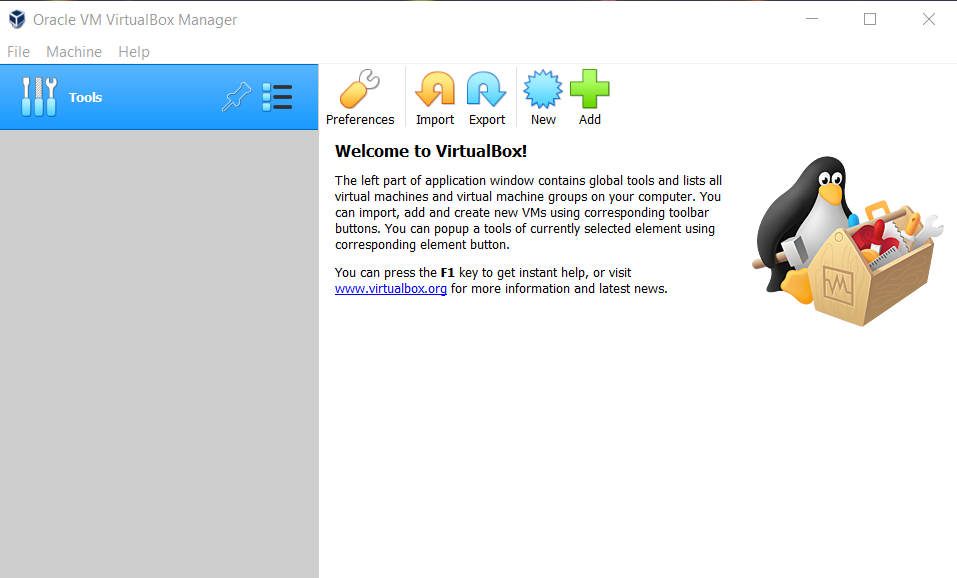 Oracle VM VirtualBox Manager
File Machine Help
Tools
Preferences Import Export New Add
Welcome to VirtualBox!
The left part of application window contains global tools and lists all
virtual machines and virtual machine groups on your computer. You
can import, add and create new VMs using corresponding toolbar
buttons. You can popup a tools of currently selected element using
corresponding element button.
You can press the F1 key to get instant help, or visit
www.virtualbox.org for more information and latest news.